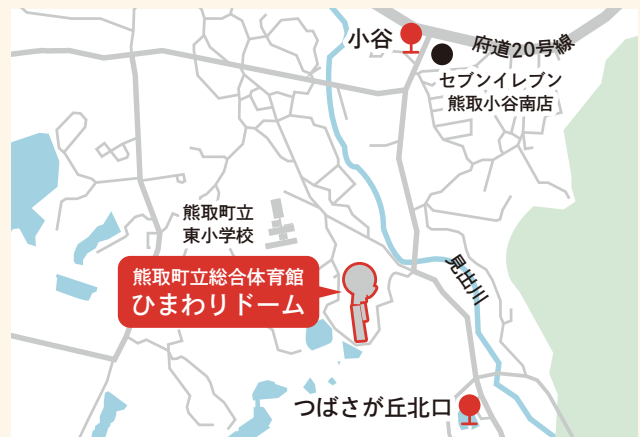 小谷
府道20号線
セブンイレブン
熊取小谷南店
熊取町立
東小学校
熊取町立総合体育館
ひまわりドーム
見出川
つばさが丘北口